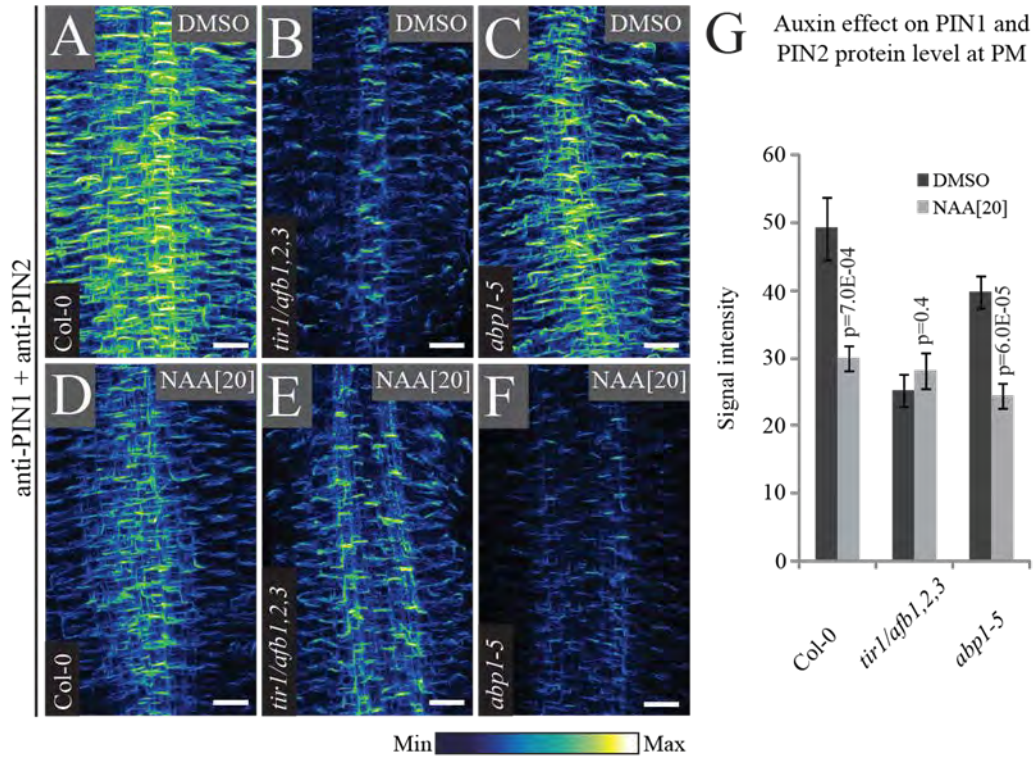 A
DMSO
B
DMSO
C
DMSO
Col-0
tir1/afb1,2,3
abp1-5
D
NAA[20]
E
NAA[20]
F
NAA[20]
Col-0
tir1/afb1,2,3
abp1-5
anti-PIN1 + anti-PIN2
Min
Max
G
Auxin effect on PIN1 and
PIN2 protein level at PM
DMSO
NAA[20]
Signal intensity
60
50
40
30
20
10
0
p=7.0E-04
p=0.4
p=6.0E-05
Col-0
tir1/afb1,2,3
abp1-5